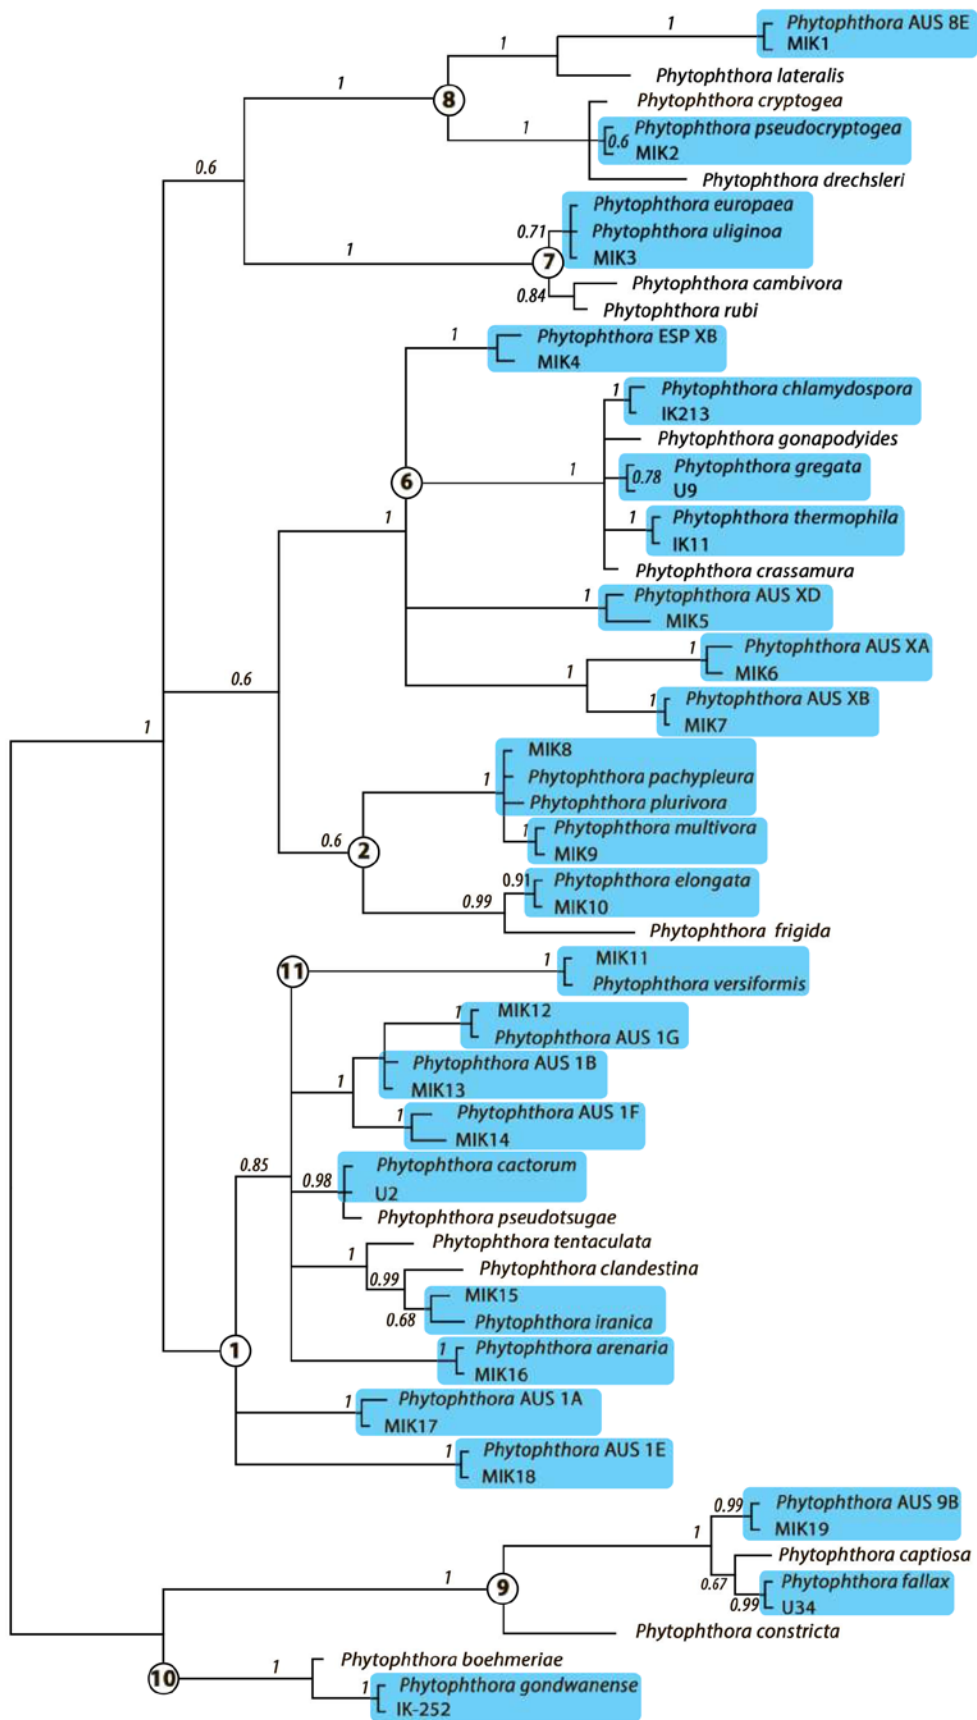 1
Phytophthora AUS 8E
MIK1
1
Phytophthora lateralis
1
8
Phytophthora cryptogea
1
0.6
Phytophthora pseudocryptogea
MIK2
0.6
Phytophthora drechsleri
Phytophthora europaea
0.71
Phytophthora uliginoa
1
7
MIK3
0.84
Phytophthora cambivora
Phytophthora rubi
1
Phytophthora ESP XB
MIK4
1
Phytophthora chlamydospora
IK213
Phytophthora gonapodyides
6
1
0.78
Phytophthora gregata
U9
1
1
Phytophthora thermophila
IK11
Phytophthora crassamura
1
Phytophthora AUS XD
MIK5
1
Phytophthora AUS XA
MIK6
1
0.6
1
Phytophthora AUS XB
MIK7
1
MIK8
1
Phytophthora pachypleura
Phytophthora plurivora
1
Phytophthora multivora
MIK9
0.6
2
0.91
Phytophthora elongata
MIK10
0.99
Phytophthora frigida
11
1
MIK11
Phytophthora versiformis
1
MIK12
Phytophthora AUS 1G
1
Phytophthora AUS 1B
MIK13
1
Phytophthora AUS 1F
MIK14
0.85
0.98
Phytophthora cactorum
U2
Phytophthora pseudotsugae
1
Phytophthora tentaculata
0.99
Phytophthora clandestina
0.68
MIK15
Phytophthora iranica
1
1
Phytophthora arenaria
MIK16
1
Phytophthora AUS 1A
MIK17
1
Phytophthora AUS 1E
MIK18
0.99
Phytophthora AUS 9B
MIK19
1
Phytophthora captiosa
0.67
1
9
0.99
Phytophthora fallax
U34
Phytophthora constricta
10
1
Phytophthora boehmeriae
1
Phytophthora gondwanense
IK-252